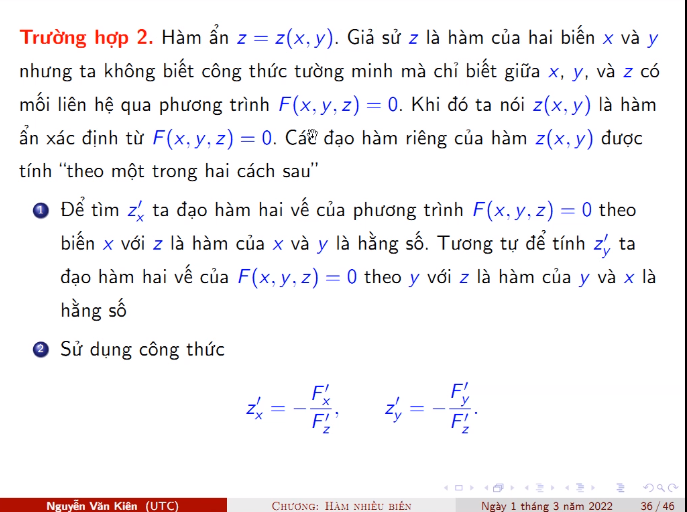 Trường hợp 2. Hàm ẩn z = z(x, y). Giả sử z là hàm của hai biến x và y
nhưng ta không biết công thức tường minh mà chỉ biết giữa x, y, và z có
mối liên hệ qua phương trình F(x, y, z) = 0. Khi đó ta nói z(x, y) là hàm
ẩn xác định từ F(x, y, z) = 0. Các đạo hàm riêng của hàm z(x, y) được
tính “theo một trong hai cách sau”
1 Để tìm z′ₓ ta đạo hàm hai vế của phương trình F(x, y, z) = 0 theo
biến x với z là hàm của x và y là hằng số. Tương tự để tính z′_y ta
đạo hàm hai vế của F(x, y, z) = 0 theo y với z là hàm của y và x là
hằng số
2 Sử dụng công thức
z′_x = −F′_x/F′_z, z′_y = −F′_y/F′_z.
Nguyễn Văn Kiên (UTC) Chương: Hàm nhiều biến Ngày 1 tháng 3 năm 2022 36 / 46